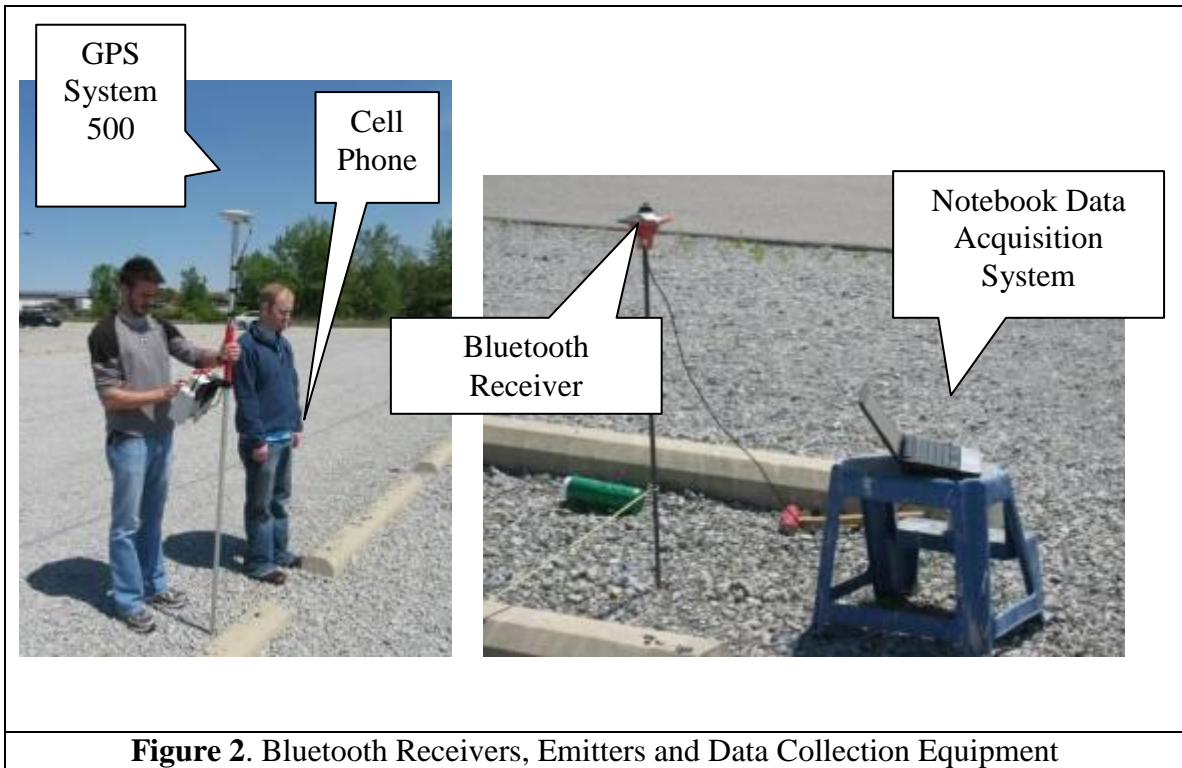 GPS
System
500
Cell
Phone
Bluetooth
Receiver
Notebook Data
Acquisition
System
Figure 2. Bluetooth Receivers, Emitters and Data Collection Equipment